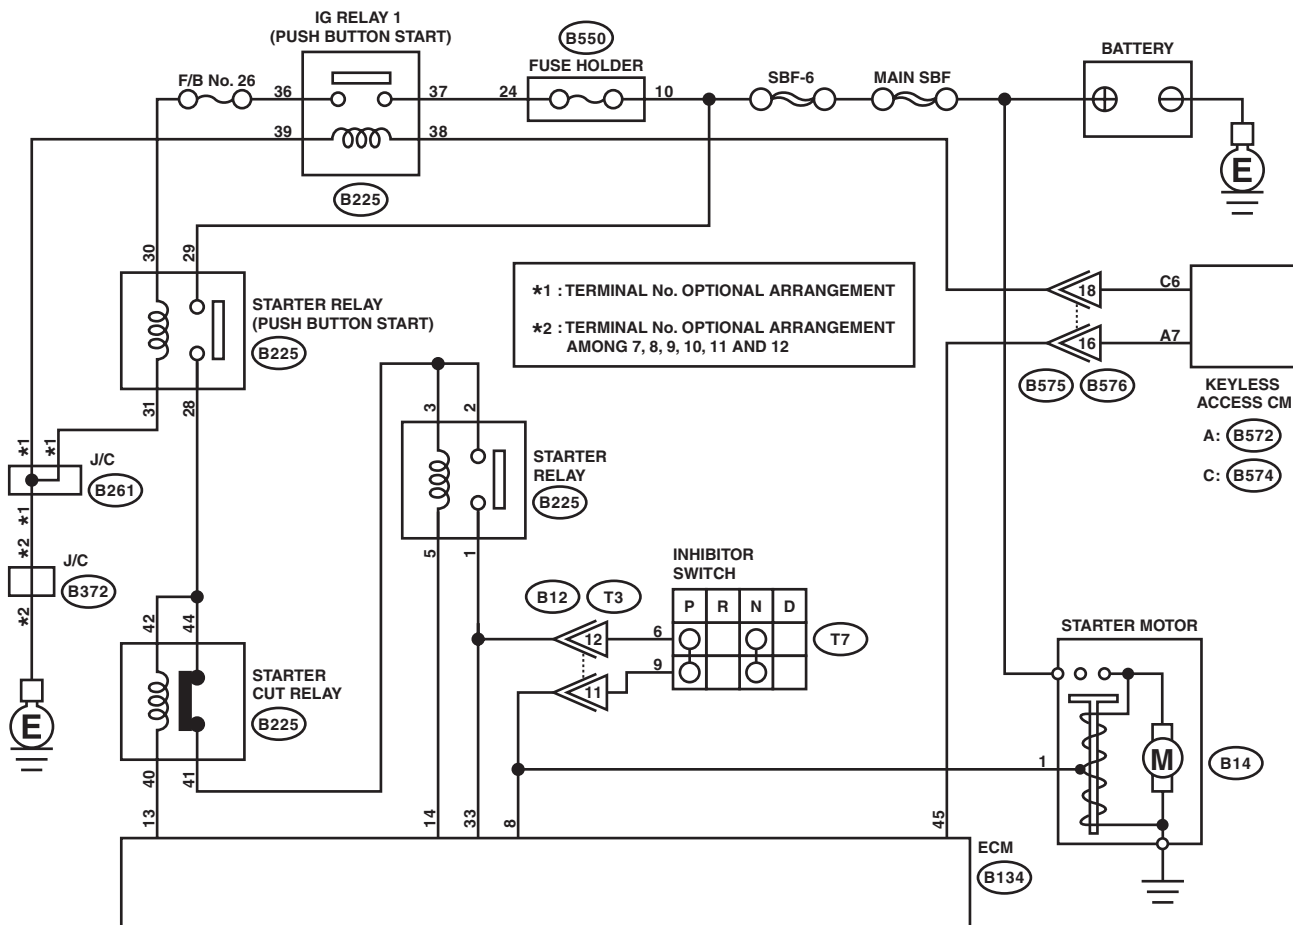 IG RELAY 1
(PUSH BUTTON START)
B550
FUSE HOLDER
BATTERY
F/B No. 26
SBF-6
MAIN SBF
36
37
24
10
39
38
E
B225
30
29
*1 : TERMINAL No. OPTIONAL ARRANGEMENT
*2 : TERMINAL No. OPTIONAL ARRANGEMENT
AMONG 7, 8, 9, 10, 11 AND 12
18
C6
STARTER RELAY
(PUSH BUTTON START)
B225
16
A7
B575
B576
KEYLESS
ACCESS CM
A: B572
C: B574
31
28
3
2
*1
*1
J/C
B261
STARTER
RELAY
B225
*1
*2
J/C
B372
*2
5
1
INHIBITOR
SWITCH
B12
T3
P R N D
12
6
T7
9
11
42
44
STARTER MOTOR
STARTER
CUT RELAY
B225
E
M
B14
1
40
41
13
14
33
8
45
ECM
B134